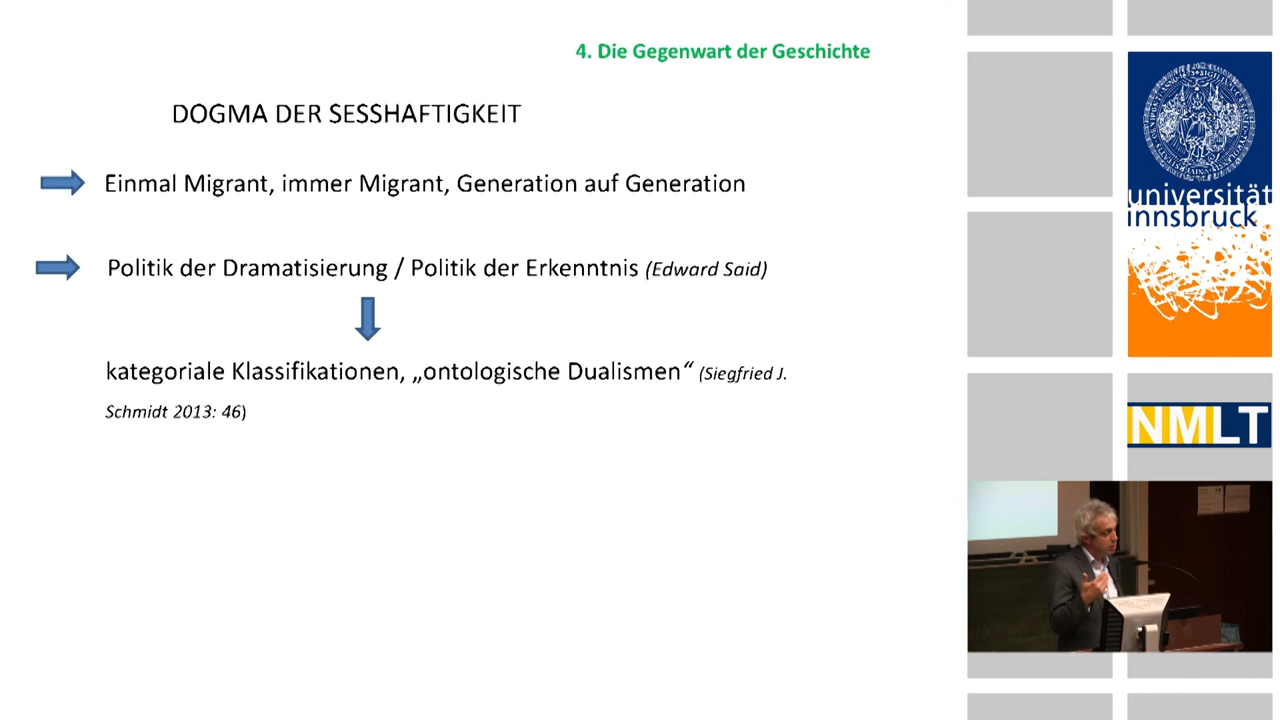 4. Die Gegenwart der Geschichte
DOGMA DER SESSHAFTIGKEIT
Einmal Migrant, immer Migrant, Generation auf Generation
Politik der Dramatisierung / Politik der Erkenntnis (Edward Said)
kategoriale Klassifikationen, „ontologische Dualismen“ (Siegfried J.
Schmidt 2013: 46)
universität
innsbruck
NMLT